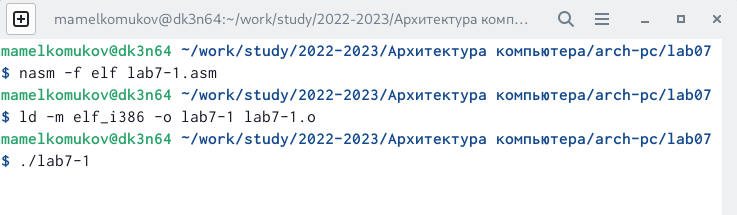 mamelkomukov@dk3n64:~/work/study/2022-2023/Архитектура комп…
mamelkomukov@dk3n64 ~/work/study/2022-2023/Архитектура компьютера/arch-pc/lab07
$ nasm -f elf lab7-1.asm
mamelkomukov@dk3n64 ~/work/study/2022-2023/Архитектура компьютера/arch-pc/lab07
$ ld -m elf_i386 -o lab7-1 lab7-1.o
mamelkomukov@dk3n64 ~/work/study/2022-2023/Архитектура компьютера/arch-pc/lab07
$ ./lab7-1